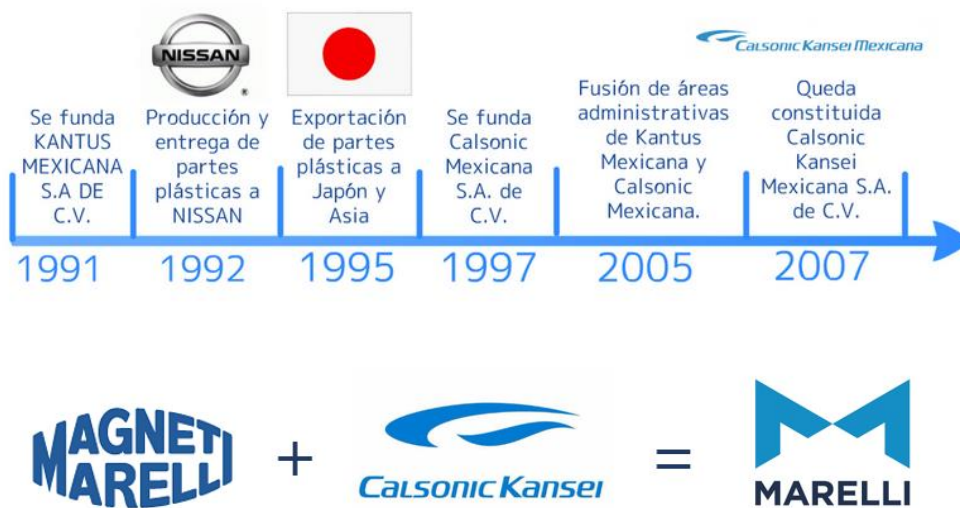 NISSAN
®
Calsonic Kansei Mexicana
Se funda
KANTUS
MEXICANA
S.A DE
C.V.
Producción y
entrega de
partes
plásticas a
NISSAN
Exportación
de partes
plásticas a
Japón y
Asia
Se funda
Calsonic
Mexicana
S.A. de
C.V.
Fusión de áreas
administrativas
de Kantus
Mexicana y
Calsonic
Mexicana.
Queda
constituida
Calsonic
Kansei
Mexicana S.A.
de C.V.
1991
1992
1995
1997
2005
2007
MAGNETI
MARELLI
+
Calsonic Kansei
=
MARELLI